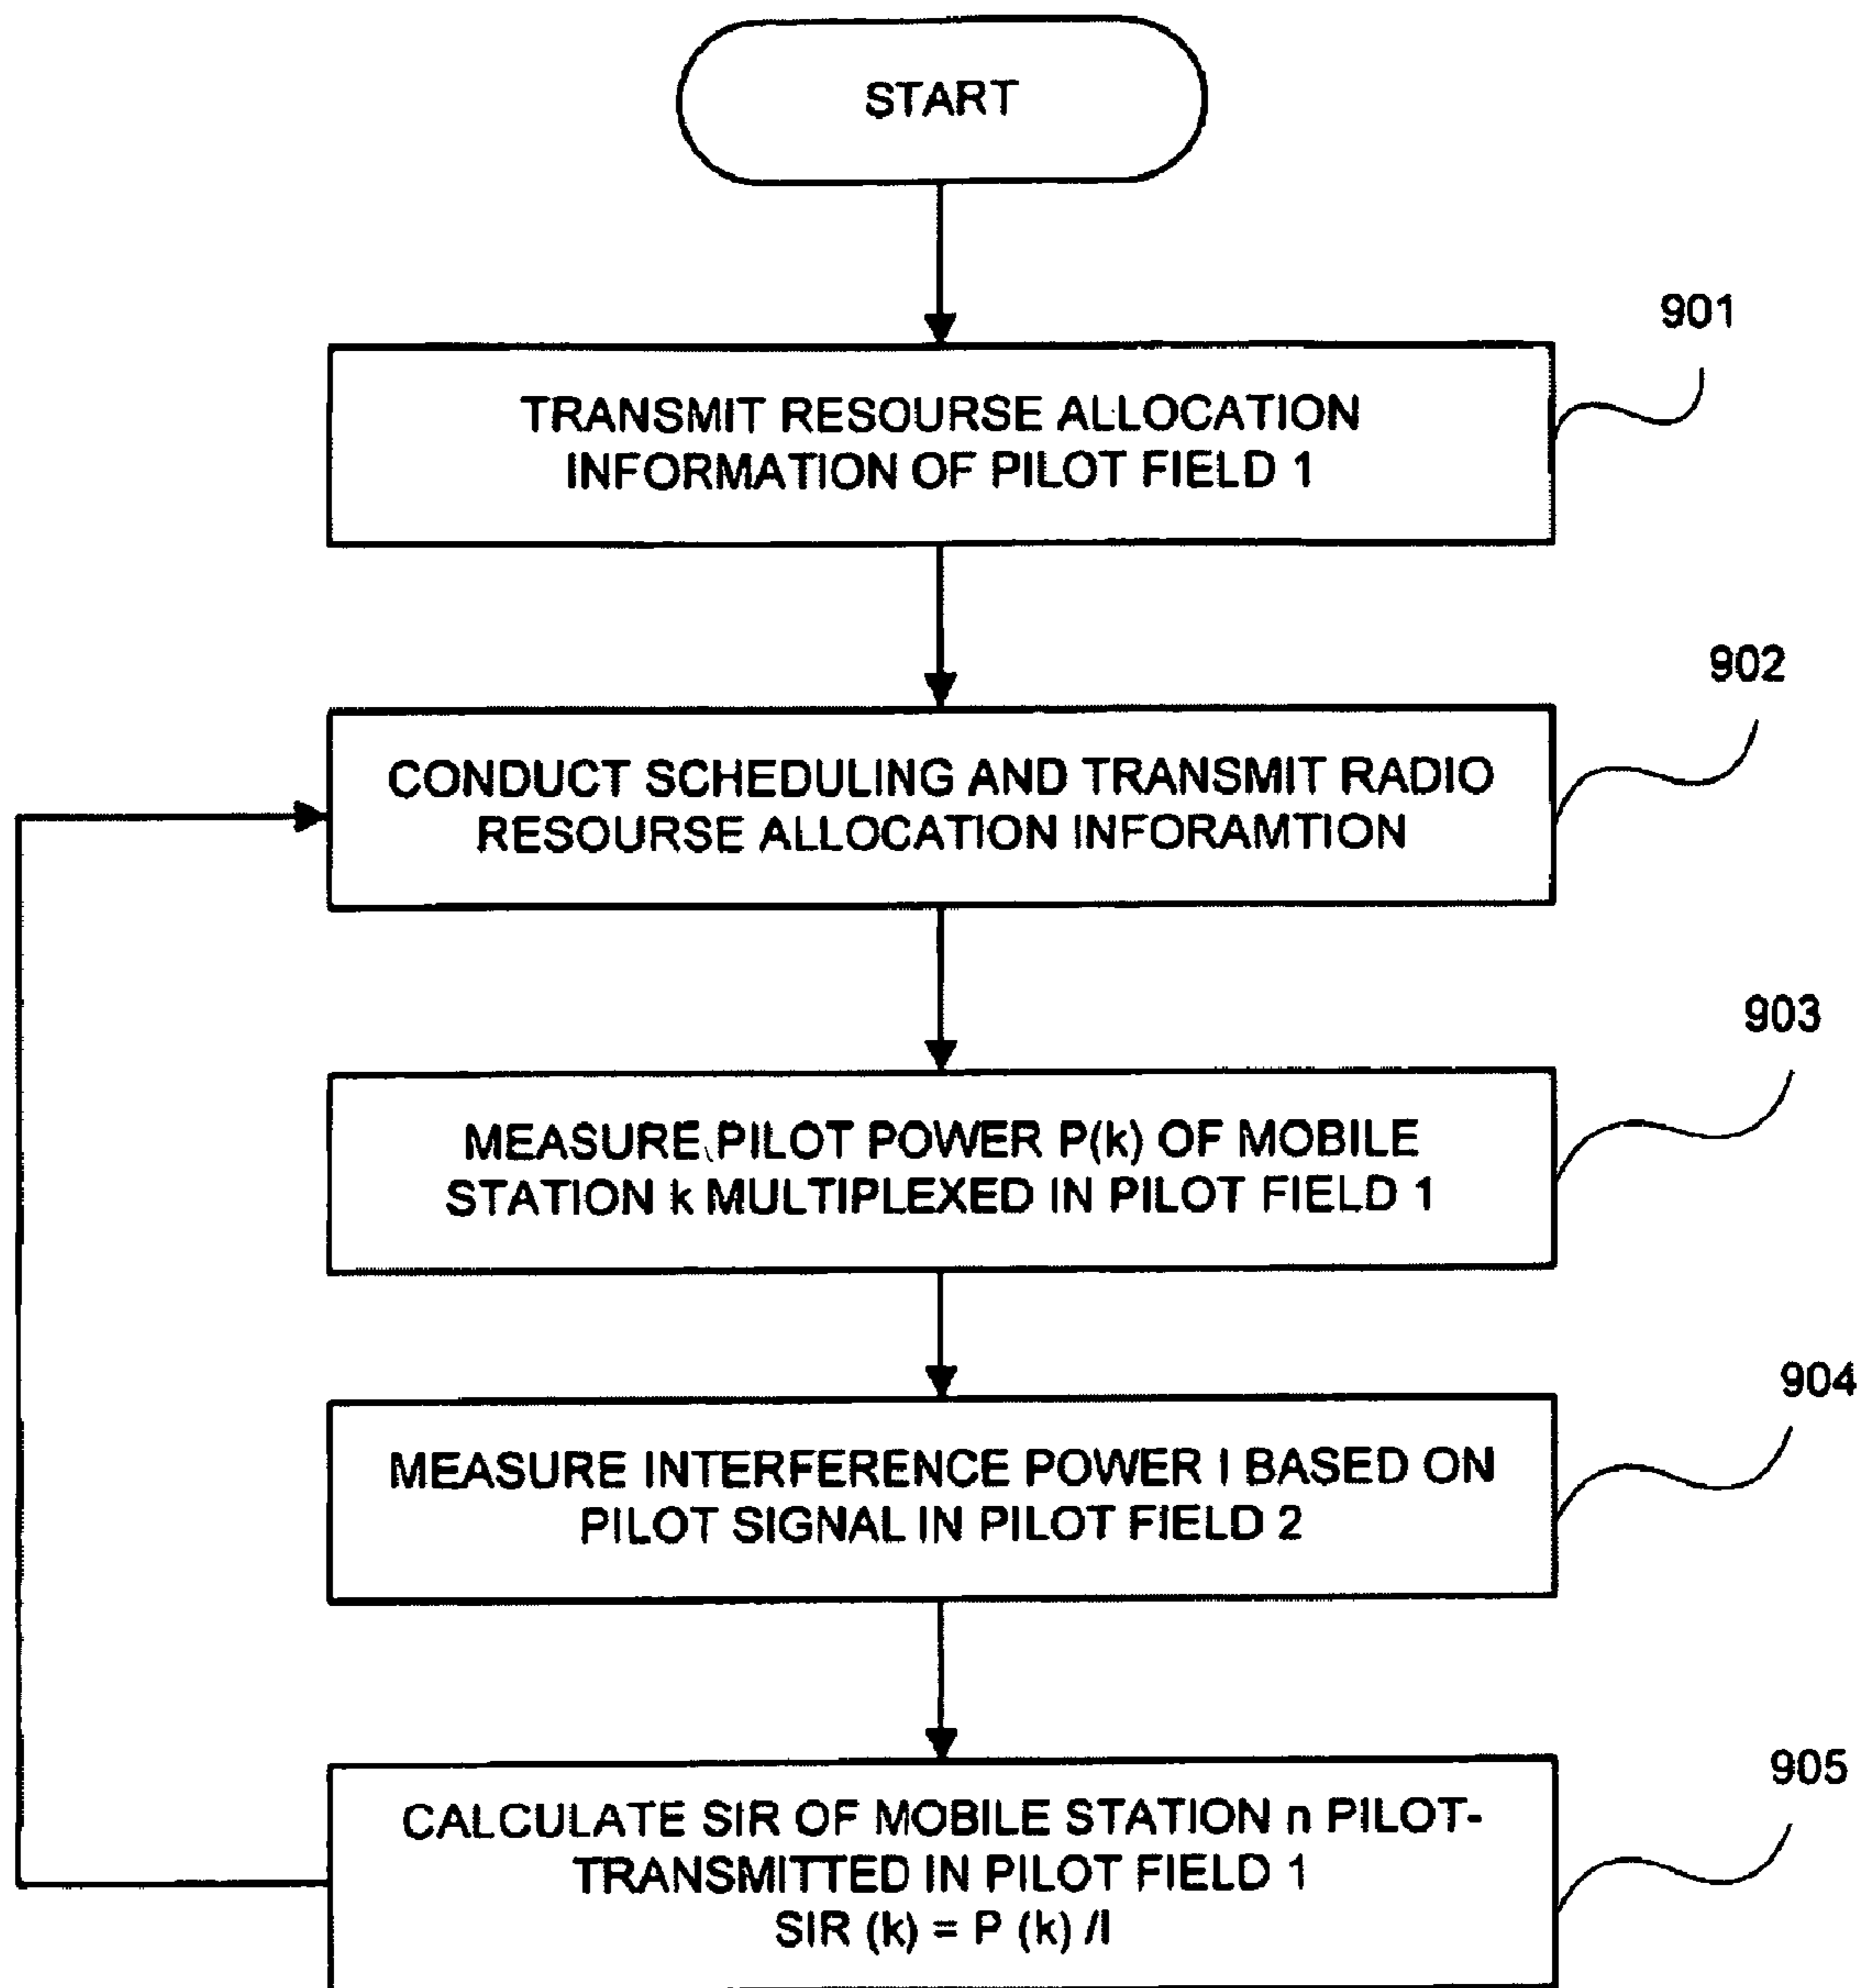 START
901
TRANSMIT RESOURSE ALLOCATION
INFORMATION OF PILOT FIELD 1
902
CONDUCT SCHEDULING AND TRANSMIT RADIO
RESOURSE ALLOCATION INFORAMTION
903
MEASURE PILOT POWER P(k) OF MOBILE
STATION k MULTIPLEXED IN PILOT FIELD 1
904
MEASURE INTERFERENCE POWER I BASED ON
PILOT SIGNAL IN PILOT FIELD 2
905
CALCULATE SIR OF MOBILE STATION n PILOT-
TRANSMITTED IN PILOT FIELD 1
SIR (k) = P (k) /I